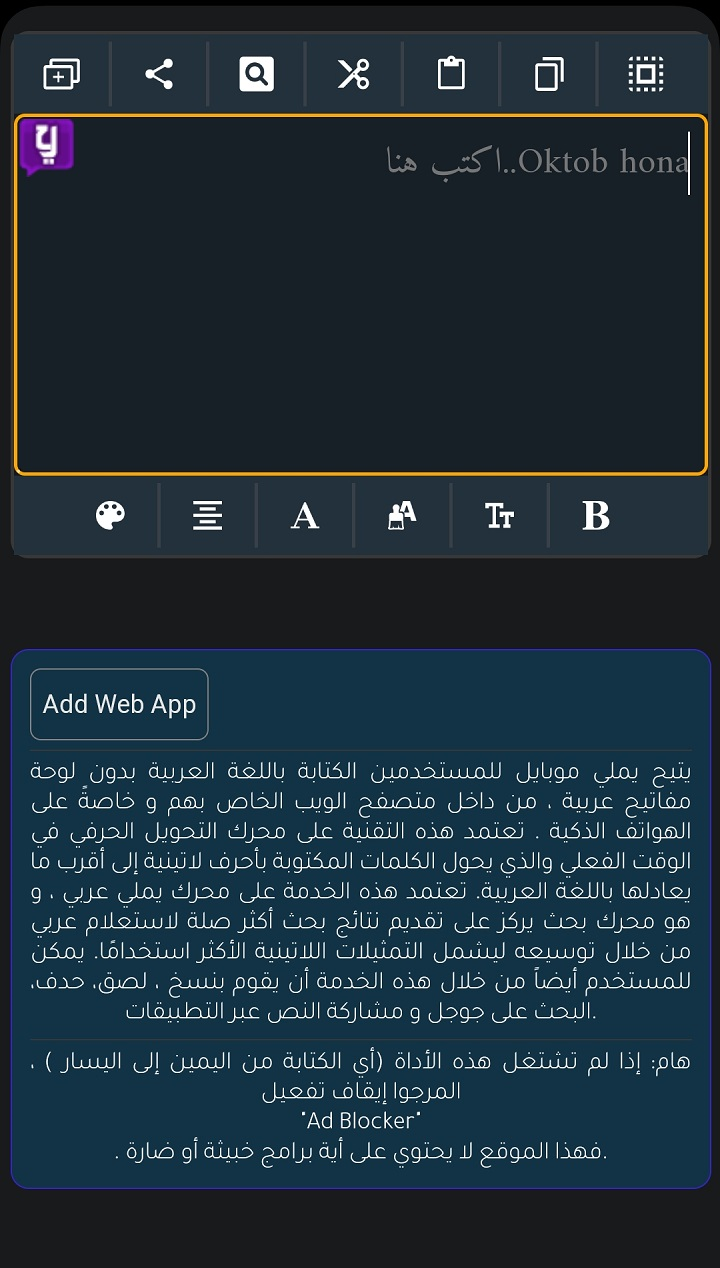 ي
Oktob hona..اكتب هنا
A
A
TT
B
Add Web App
يتيح يملي موبايل للمستخدمين الكتابة باللغة العربية بدون لوحة
مفاتيح عربية ، من داخل متصفح الويب الخاص بهم و خاصةً على
الهواتف الذكية . تعتمد هذه التقنية على محرك التحويل الحرفي في
الوقت الفعلي والذي يحول الكلمات المكتوبة بأحرف لاتينية إلى أقرب ما
يعادلها باللغة العربية. تعتمد هذه الخدمة على محرك يملي عربي ، و
هو محرك بحث يركز على تقديم نتائج بحث أكثر صلة لاستعلام عربي
من خلال توسيعه ليشمل التمثيلات اللاتينية الأكثر استخدامًا. يمكن
للمستخدم أيضاً من خلال هذه الخدمة أن يقوم بنسخ ، لصق، حدف،
.البحث على جوجل و مشاركة النص عبر التطبيقات
هام: إذا لم تشتغل هذه الأداة (أي الكتابة من اليمين إلى اليسار ) ،
المرجوا إيقاف تفعيل
"Ad Blocker"
.فهذا الموقع لا يحتوي على أية برامج خبيثة أو ضارة .